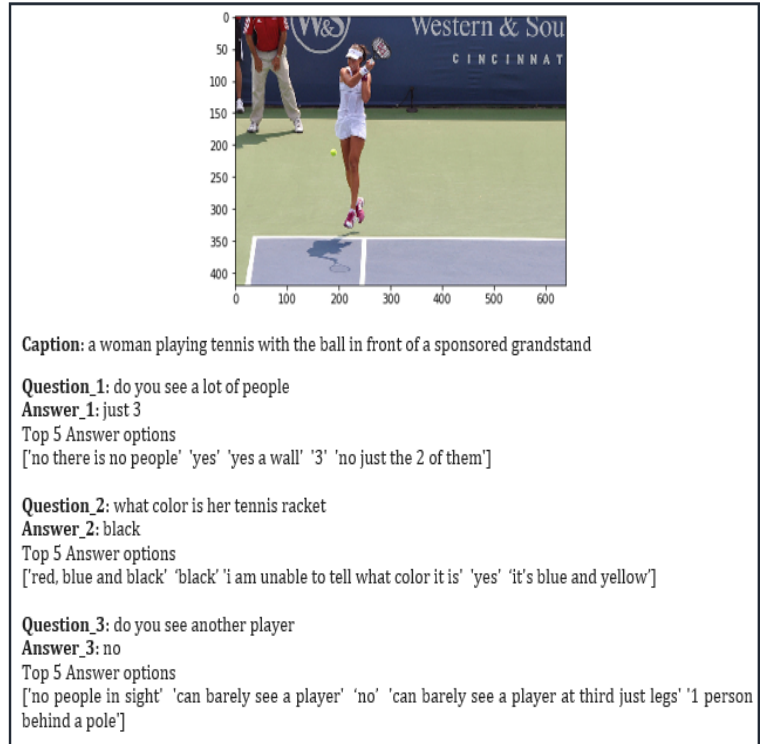 W&S
Western & Sou
CINCINNAT
0
50
100
150
200
250
300
350
400
0 100 200 300 400 500 600
Caption: a woman playing tennis with the ball in front of a sponsored grandstand
Question_1: do you see a lot of people
Answer_1: just 3
Top 5 Answer options
['no there is no people' 'yes' 'yes a wall' '3' 'no just the 2 of them']
Question_2: what color is her tennis racket
Answer_2: black
Top 5 Answer options
['red, blue and black' ‘black’ 'i am unable to tell what color it is' 'yes' ‘it's blue and yellow’]
Question_3: do you see another player
Answer_3: no
Top 5 Answer options
['no people in sight' 'can barely see a player' ‘no’ 'can barely see a player at third just legs' '1 person
behind a pole']